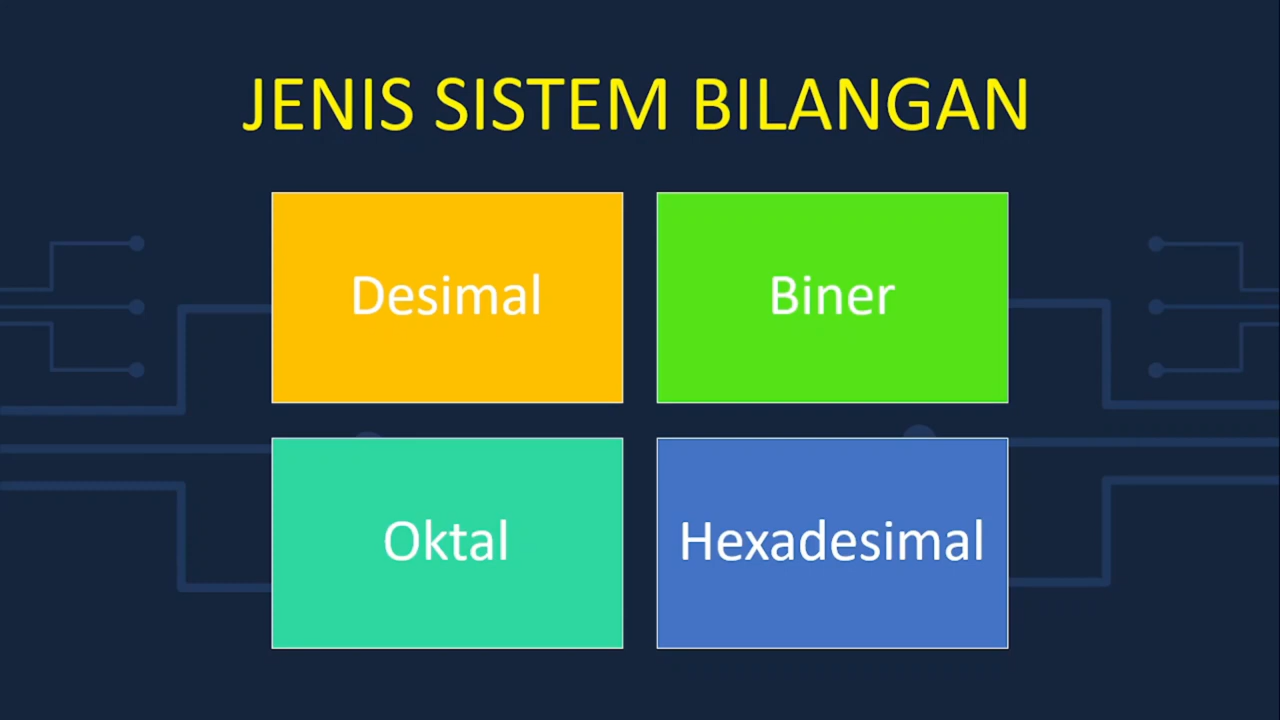 JENIS SISTEM BILANGAN
Desimal
Biner
Oktal
Hexadesimal